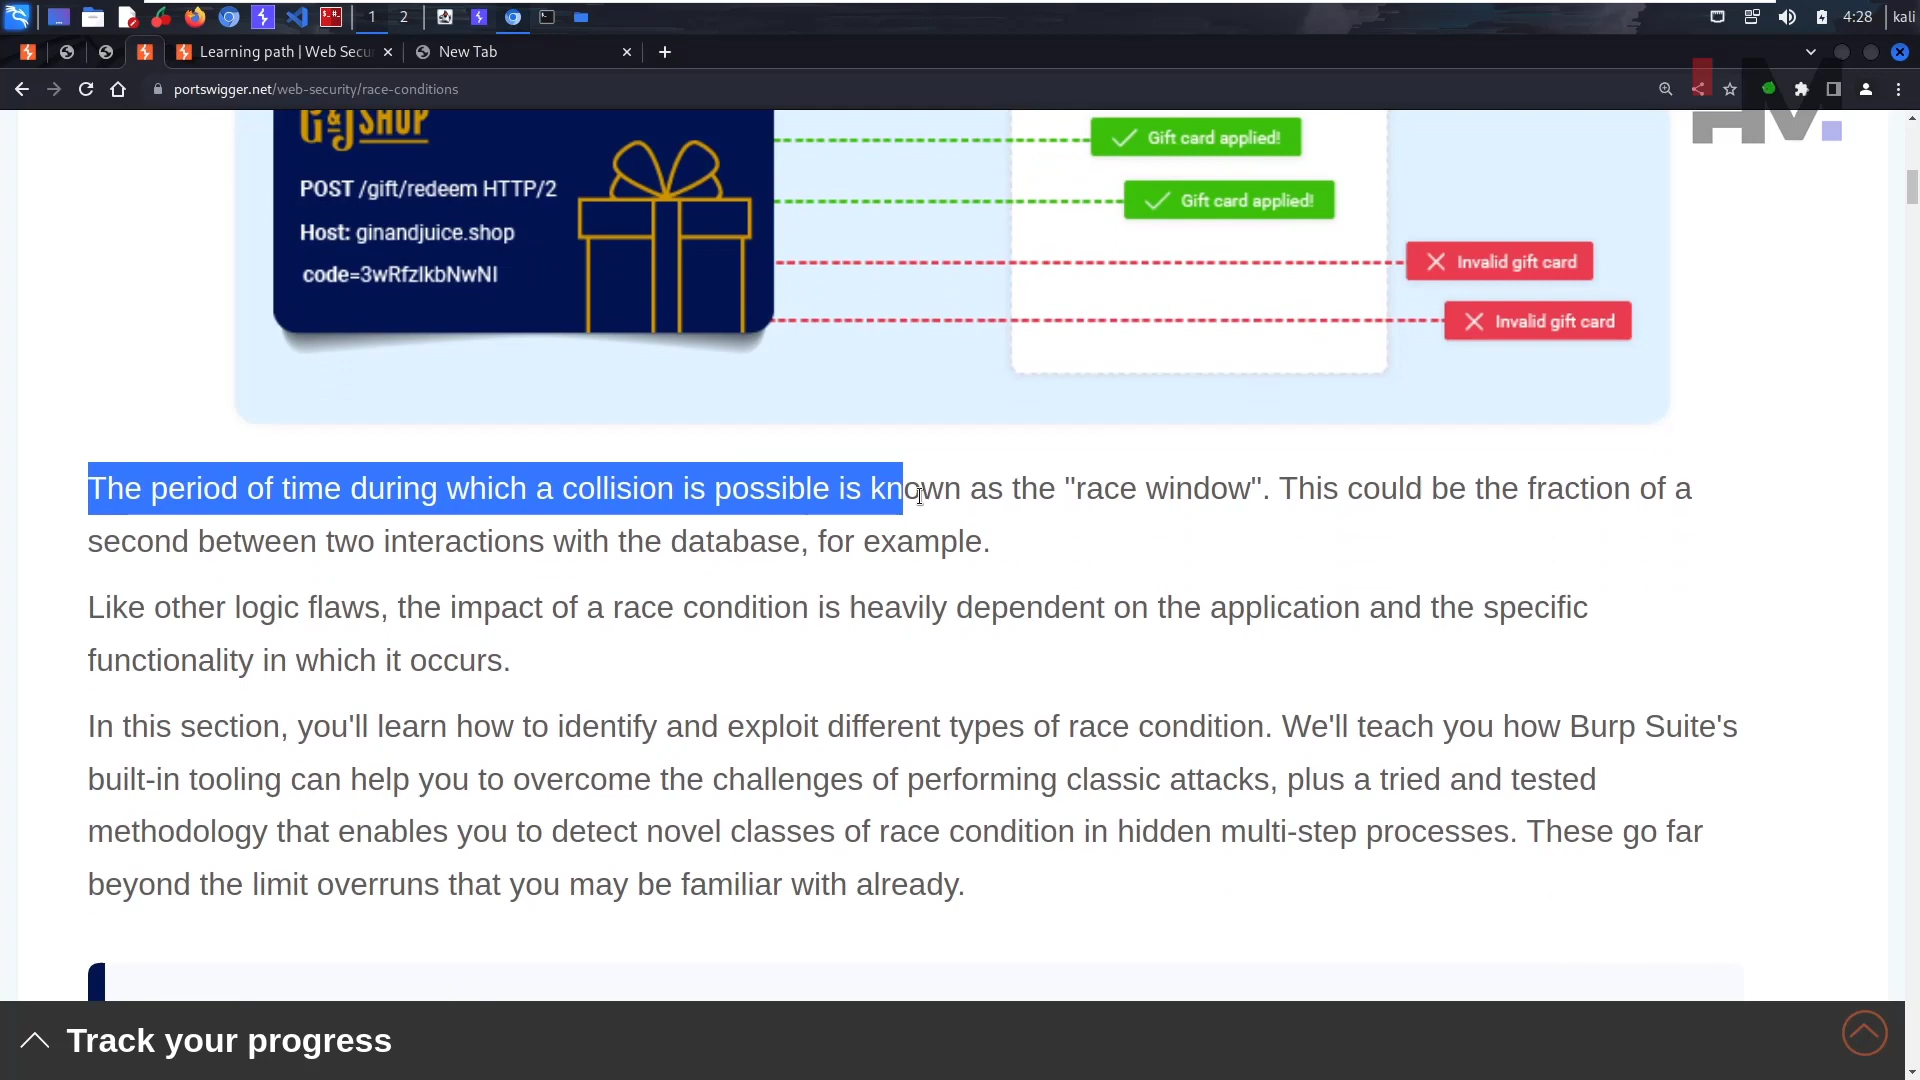 1 2 4:28 kali
Learning path | Web Secu New Tab
portswigger.net/web-security/race-conditions
HM.
G&J SHOP
POST /gift/redeem HTTP/2
Host: ginandjuice.shop
code=3wRfzlkbNwNI
Gift card applied!
Gift card applied!
Invalid gift card
Invalid gift card
The period of time during which a collision is possible is known as the "race window". This could be the fraction of a
second between two interactions with the database, for example.
Like other logic flaws, the impact of a race condition is heavily dependent on the application and the specific
functionality in which it occurs.
In this section, you'll learn how to identify and exploit different types of race condition. We'll teach you how Burp Suite's
built-in tooling can help you to overcome the challenges of performing classic attacks, plus a tried and tested
methodology that enables you to detect novel classes of race condition in hidden multi-step processes. These go far
beyond the limit overruns that you may be familiar with already.
Track your progress